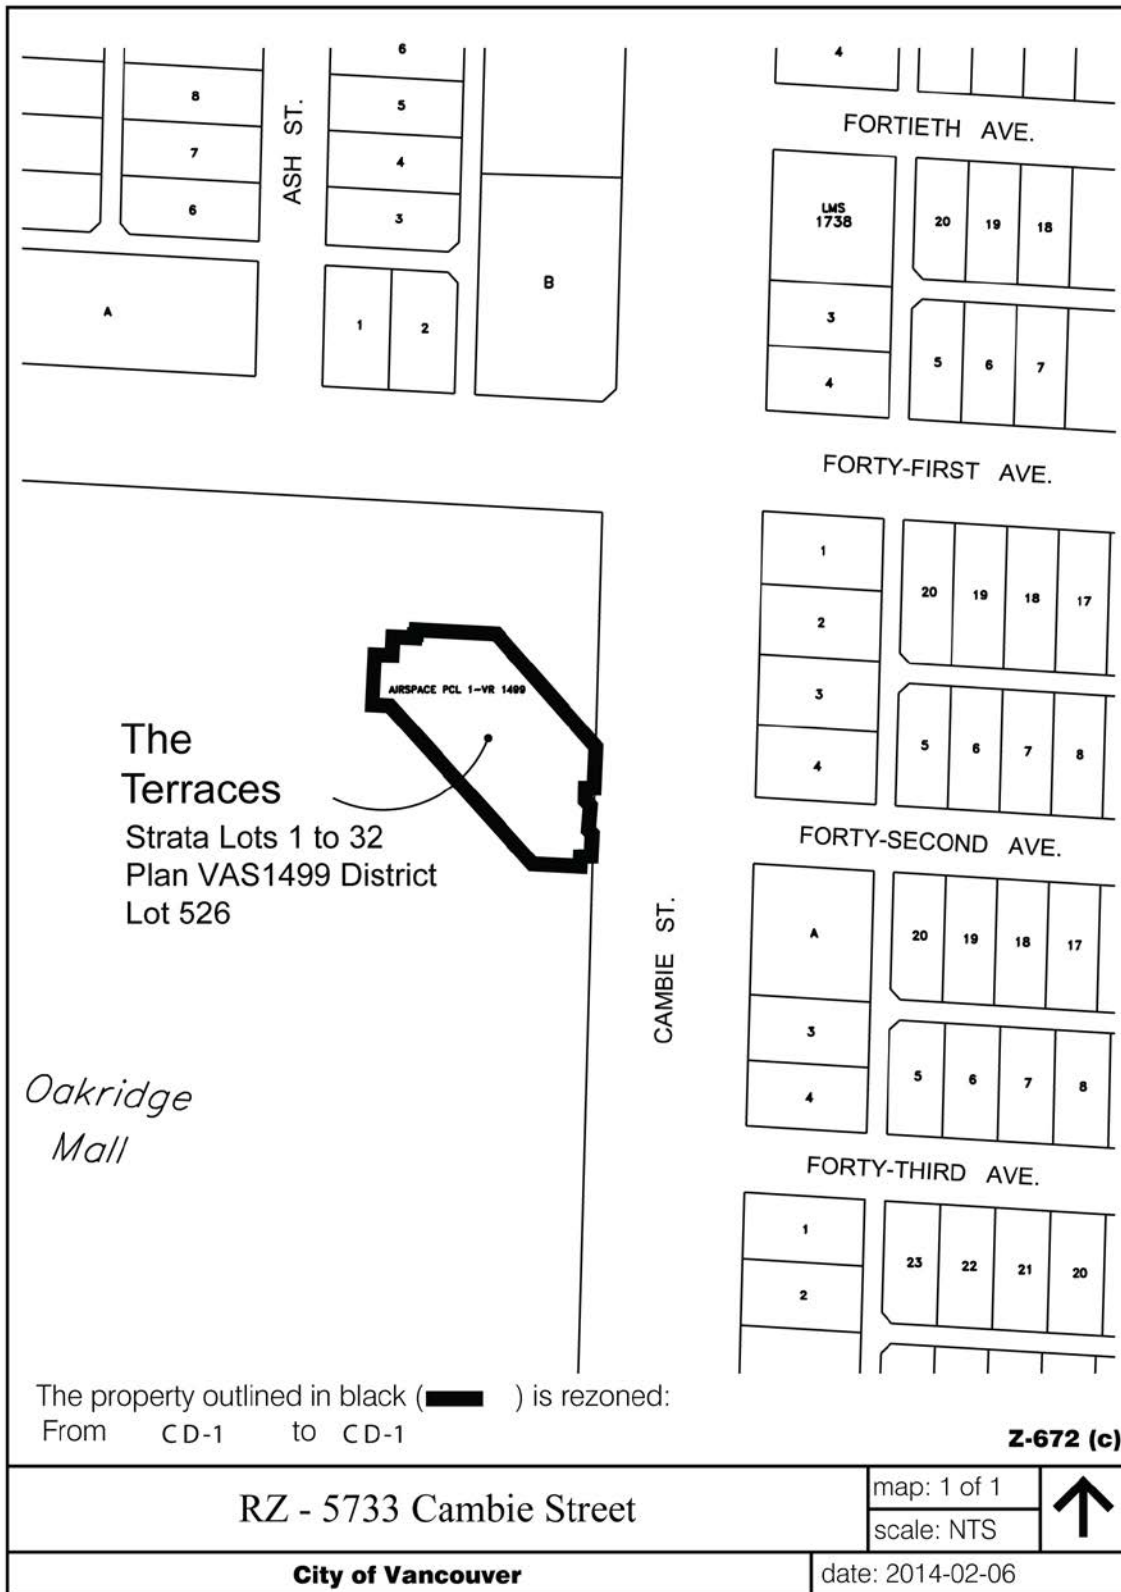 6
4
8
5
FORTIETH AVE.
7
ASH ST.
4
6
3
LMS
1738
20
19
18
A
1
2
B
3
4
5
6
7
FORTY-FIRST AVE.
1
20
19
18
17
2
AIRSPACE PCL 1-VR 1499
3
The
Terraces
Strata Lots 1 to 32
Plan VAS1499 District
Lot 526
4
5
6
7
8
FORTY-SECOND AVE.
CAMBIE ST.
A
20
19
18
17
3
4
5
6
7
8
Oakridge
Mall
FORTY-THIRD AVE.
1
2
23
22
21
20
The property outlined in black ( ) is rezoned:
From CD-1 to CD-1
Z-672 (c)
RZ - 5733 Cambie Street
map: 1 of 1
scale: NTS
City of Vancouver
date: 2014-02-06